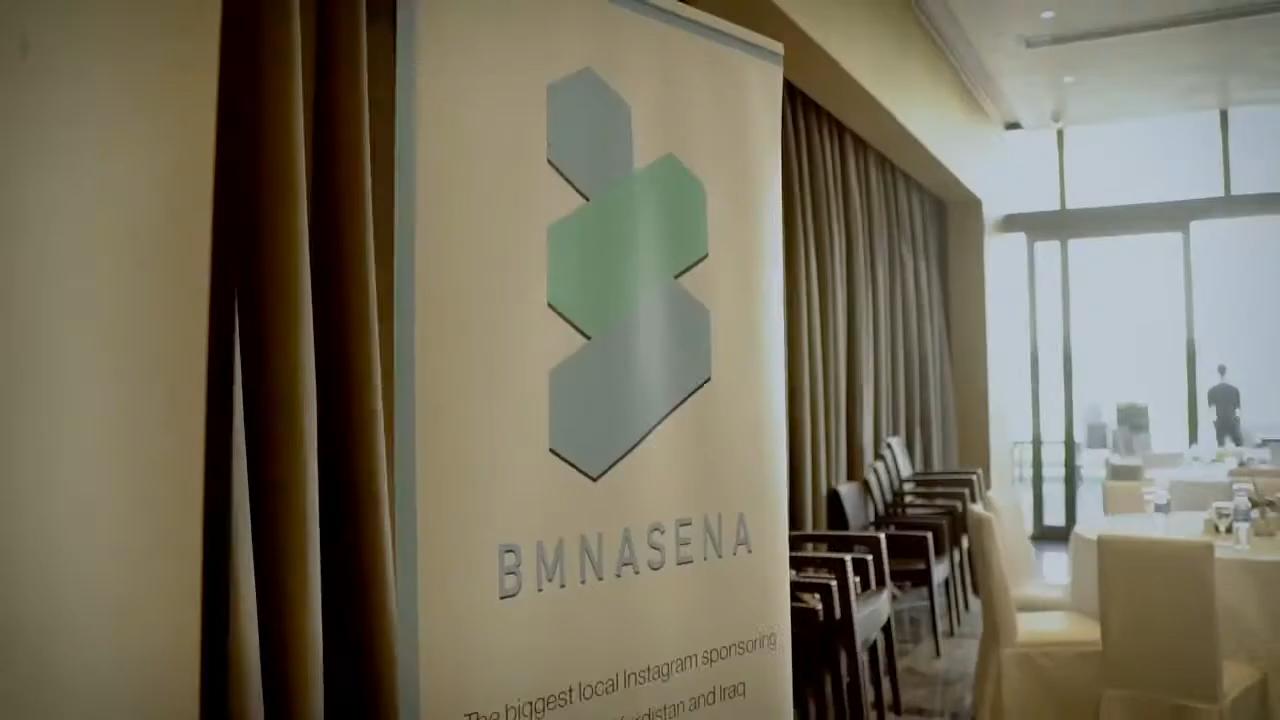 BMNASENA
The biggest local Instagram sponsoring
Kurdistan and Iraq